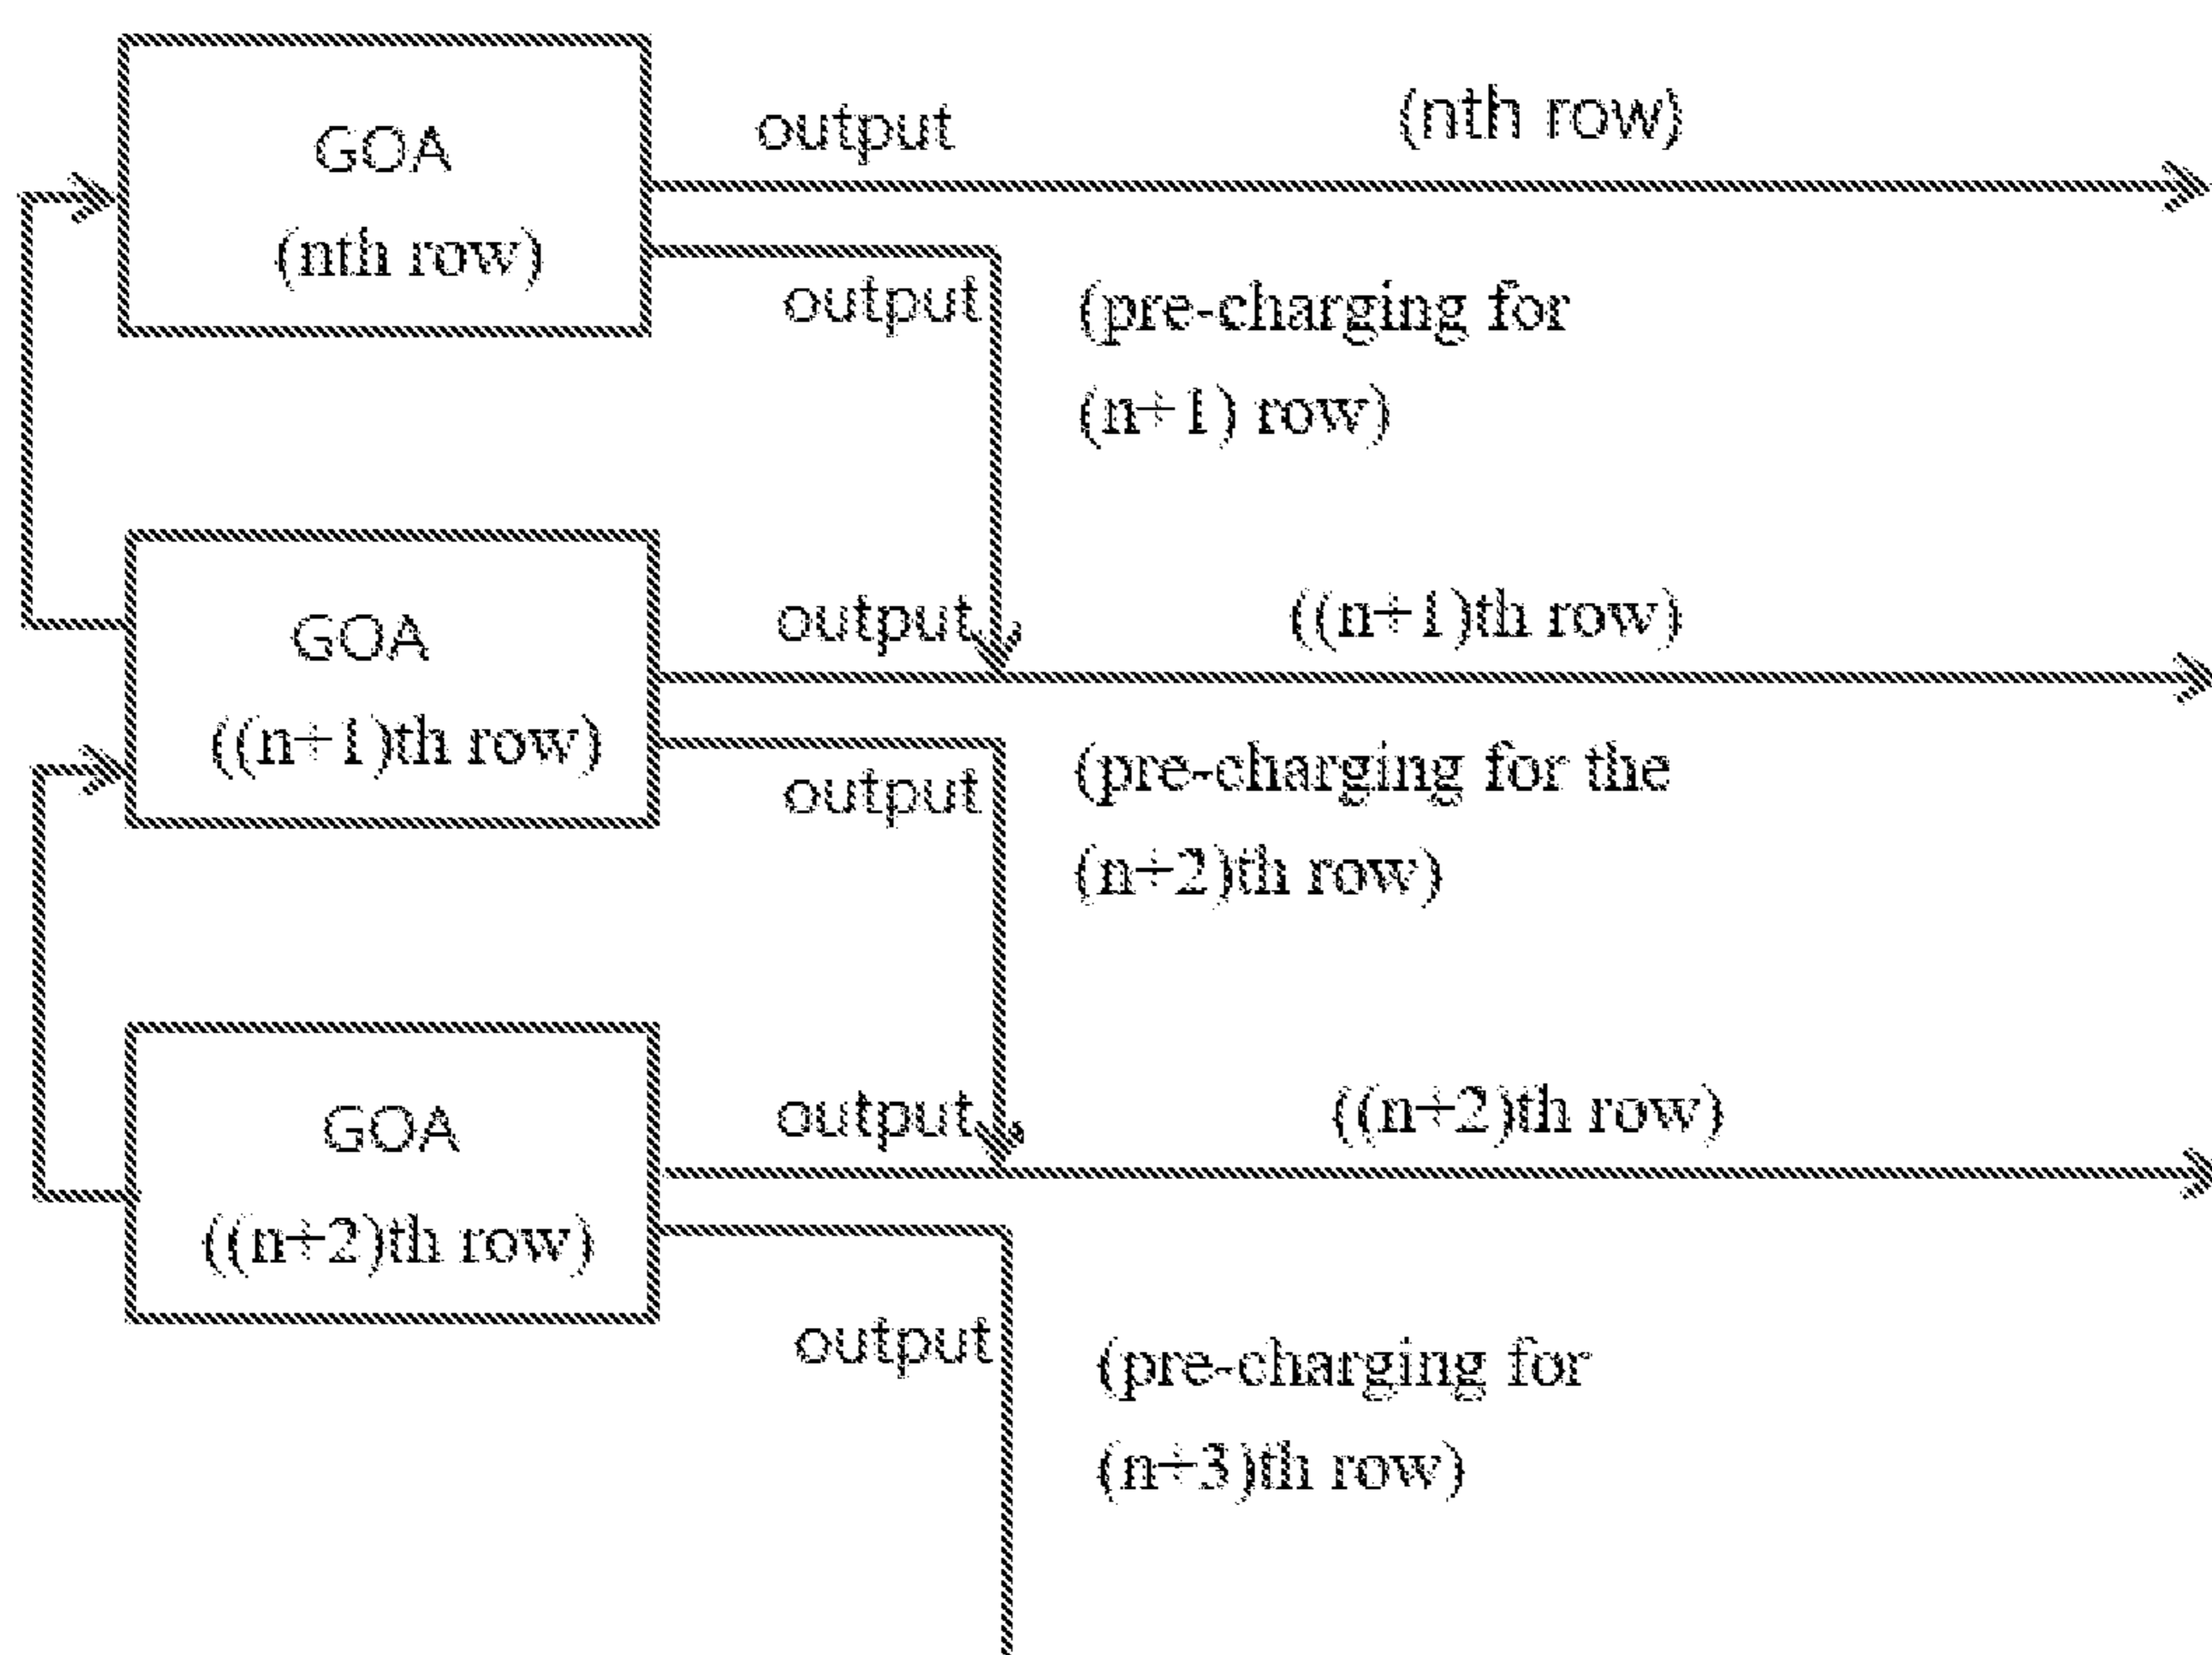 GOA
(nth row)
output
(nth row)
output
(pre-charging for
(n+1) row)
GOA
((n+1)th row)
output
((n+1)th row)
output
(pre-charging for the
(n+2)th row)
GOA
((n+2)th row)
output
((n+2)th row)
output
(pre-charging for
(n+3)th row)